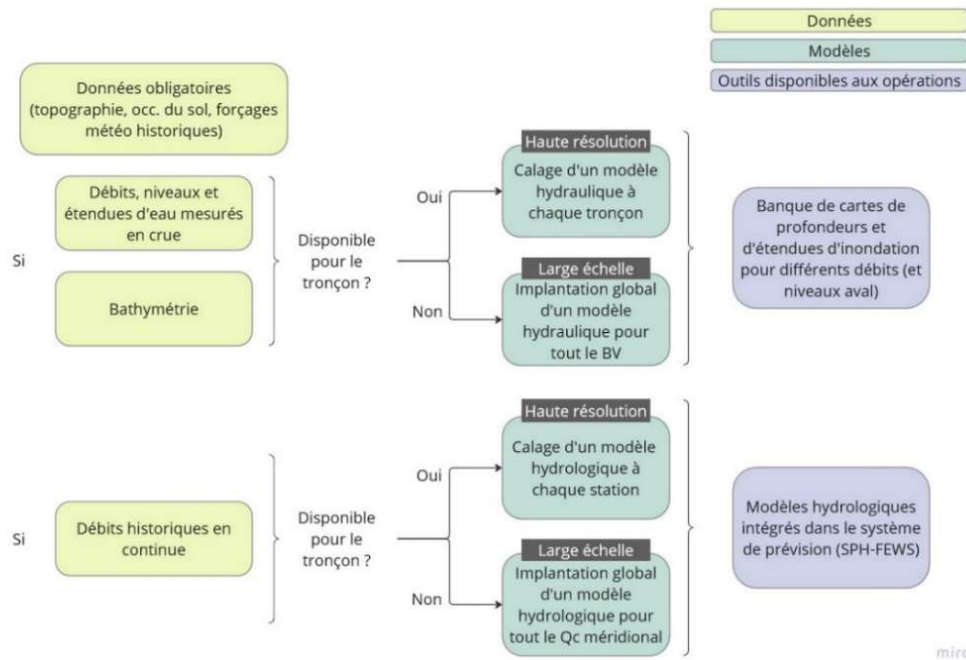 Données
Modèles
Outils disponibles aux opérations
Données obligatoires
(topographie, occ. du sol, forçages
météo historiques)
Si
Débits, niveaux et
étendues d'eau mesurés
en crue
Bathymétrie
Disponible
pour le
tronçon ?
Oui
Non
Haute résolution
Calage d'un modèle
hydraulique à
chaque tronçon
Large échelle
Implantation global
d'un modèle
hydraulique pour
tout le BV
Banque de cartes de
profondeurs et
d'étendues d'inondation
pour différents débits (et
niveaux aval)
Si
Débits historiques en
continue
Disponible
pour le
tronçon ?
Oui
Non
Haute résolution
Calage d'un modèle
hydrologique à
chaque station
Large échelle
Implantation global
d'un modèle
hydrologique pour
tout le Qc méridional
Modèles hydrologiques
intégrés dans le système
de prévision (SPH-FEWS)